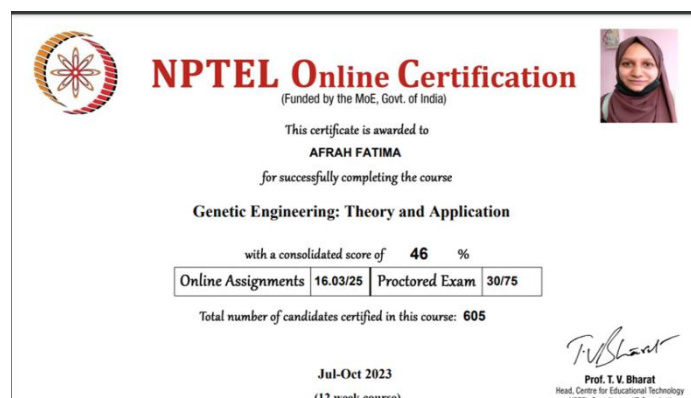 NPTEL Online Certification
(Funded by the MoE, Govt. of India)
This certificate is awarded to
AFRAH FATIMA
for successfully completing the course
Genetic Engineering: Theory and Application
with a consolidated score of 46 %
Online Assignments 16.03/25 Proctored Exam 30/75
Total number of candidates certified in this course: 605
T.V Bharat
Jul-Oct 2023
Prof. T. V. Bharat
Head, Centre for Educational Technology
(12 week course)